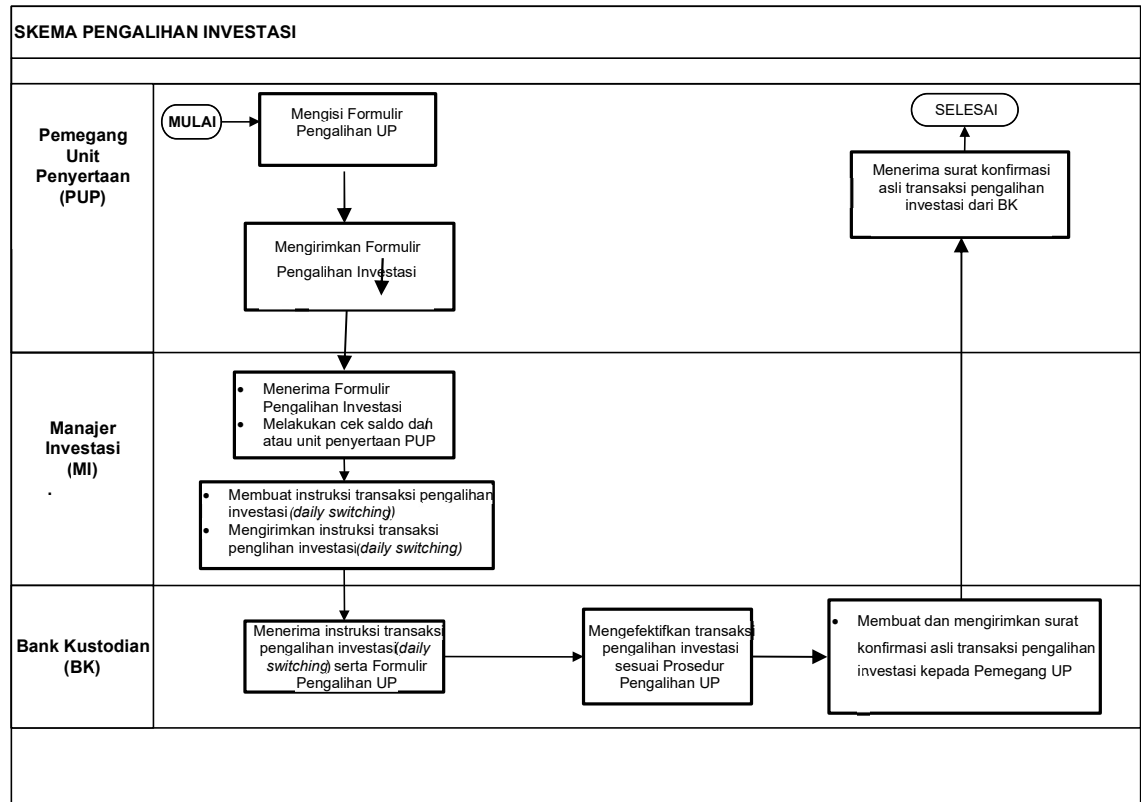 SKEMA PENGALIHAN INVESTASI
Pemegang
Unit
Penyertaan
(PUP)
MULAI
Mengisi Formulir
Pengalihan UP
Mengirimkan Formulir
Pengalihan Investasi
SELESAI
Menerima surat konfirmasi
asli transaksi pengalihan
investasi dari BK
Manajer
Investasi
(MI)
.
• Menerima Formulir
Pengalihan Investasi
• Melakukan cek saldo dan/
atau unit penyertaan PUP
• Membuat instruksi transaksi pengalihan
investasi (daily switching))
• Mengirimkan instruksi transaksi
penglihan investasi (daily switching)
Bank Kustodian
(BK)
Menerima instruksi transaksi
pengalihan investasi (daily
switching) serta Formulir
Pengalihan UP
Mengefektifkan transaksi
pengalihan investasi
sesuai Prosedur
Pengalihan UP
• Membuat dan mengirimkan surat
konfirmasi asli transaksi pengalihan
investasi kepada Pemegang UP